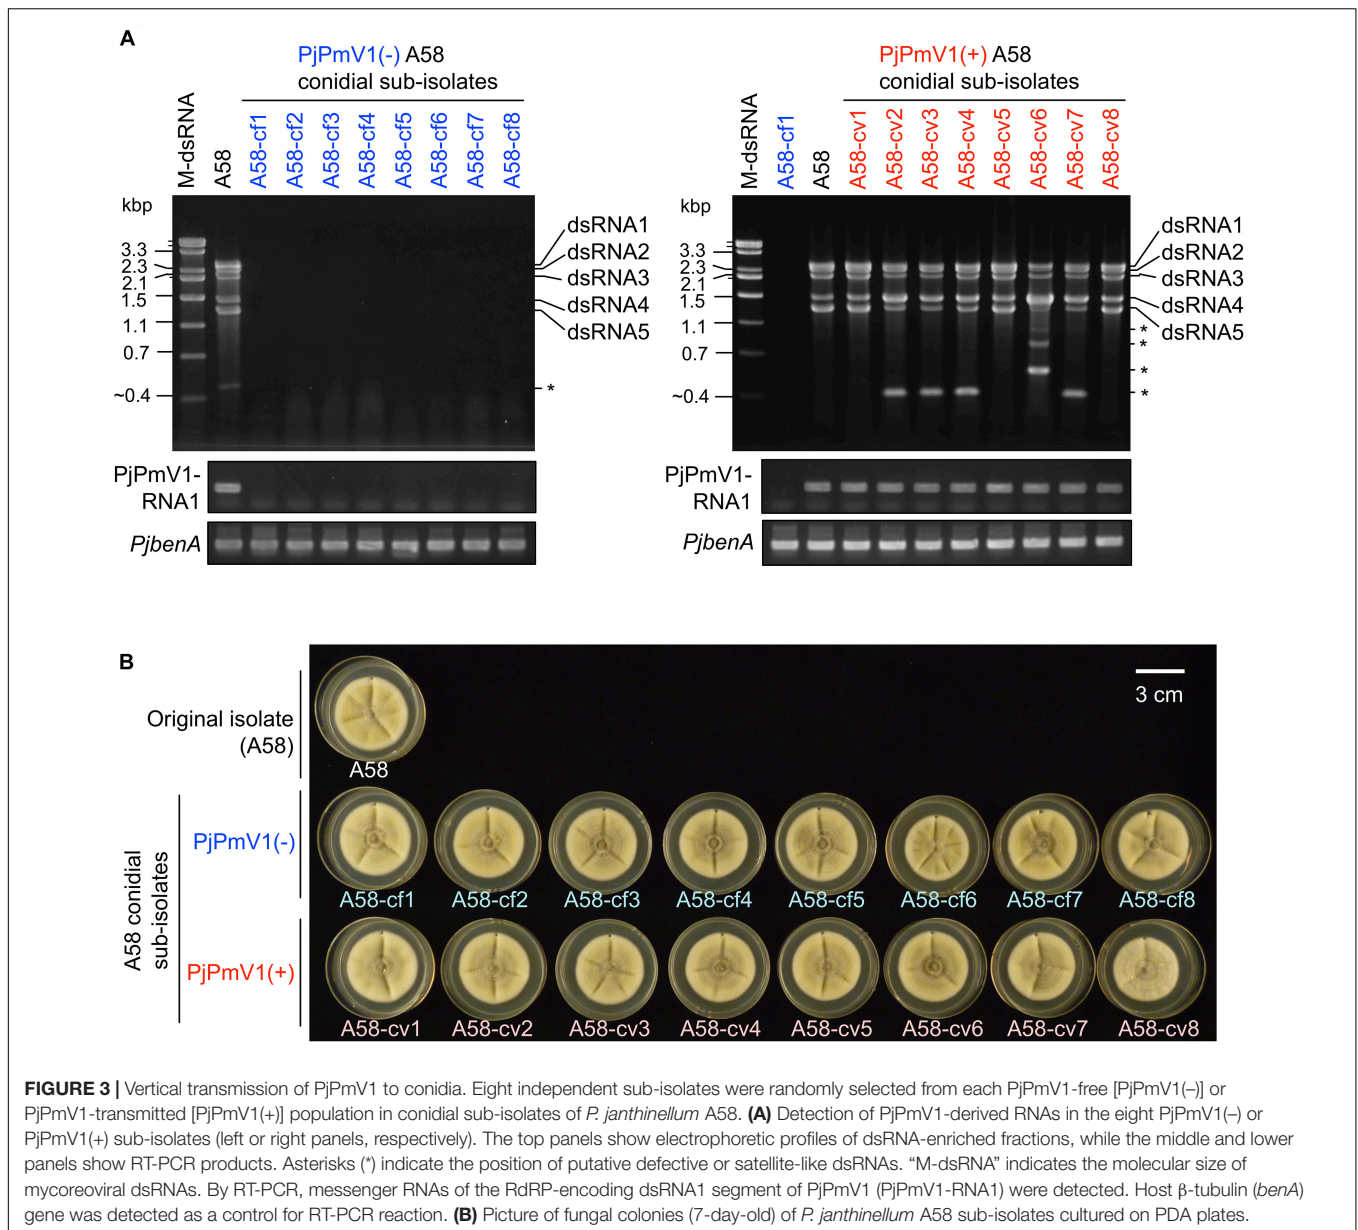 A
PjPmV1(-) A58
conidial sub-isolates
M-dsRNA
A58
A58-cf1
A58-cf2
A58-cf3
A58-cf4
A58-cf5
A58-cf6
A58-cf7
A58-cf8
kbp
3.3
2.3
2.1
1.5
1.1
0.7
~0.4
dsRNA1
dsRNA2
dsRNA3
dsRNA4
dsRNA5
*
PjPmV1-
RNA1
PjbenA
PjPmV1(+) A58
conidial sub-isolates
M-dsRNA
A58-cf1
A58
A58-cv1
A58-cv2
A58-cv3
A58-cv4
A58-cv5
A58-cv6
A58-cv7
A58-cv8
kbp
3.3
2.3
2.1
1.5
1.1
0.7
~0.4
dsRNA1
dsRNA2
dsRNA3
dsRNA4
dsRNA5
*
*
*
*
PjPmV1-
RNA1
PjbenA
B
3 cm
Original isolate
(A58)
A58
A58 conidial
sub-isolates
PjPmV1(-)
A58-cf1 A58-cf2 A58-cf3 A58-cf4 A58-cf5 A58-cf6 A58-cf7 A58-cf8
PjPmV1(+)
A58-cv1 A58-cv2 A58-cv3 A58-cv4 A58-cv5 A58-cv6 A58-cv7 A58-cv8
FIGURE 3 | Vertical transmission of PjPmV1 to conidia. Eight independent sub-isolates were randomly selected from each PjPmV1-free [PjPmV1(–)] or
PjPmV1-transmitted [PjPmV1(+)] population in conidial sub-isolates of P. janthinellum A58. (A) Detection of PjPmV1-derived RNAs in the eight PjPmV1(–) or
PjPmV1(+) sub-isolates (left or right panels, respectively). The top panels show electrophoretic profiles of dsRNA-enriched fractions, while the middle and lower
panels show RT-PCR products. Asterisks (*) indicate the position of putative defective or satellite-like dsRNAs. “M-dsRNA” indicates the molecular size of
mycoreoviral dsRNAs. By RT-PCR, messenger RNAs of the RdRP-encoding dsRNA1 segment of PjPmV1 (PjPmV1-RNA1) were detected. Host β-tubulin (benA)
gene was detected as a control for RT-PCR reaction. (B) Picture of fungal colonies (7-day-old) of P. janthinellum A58 sub-isolates cultured on PDA plates.